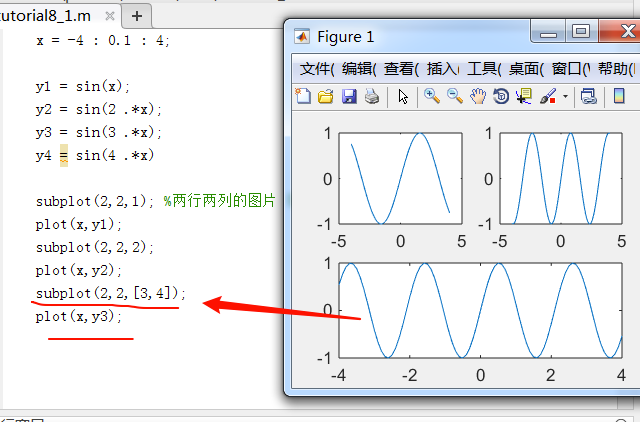 tutorial8_1.m
x = -4 : 0.1 : 4;
y1 = sin(x);
y2 = sin(2 .*x);
y3 = sin(3 .*x);
y4 = sin(4 .*x)
subplot(2,2,1); %两行两列的图片
plot(x,y1);
subplot(2,2,2);
plot(x,y2);
subplot(2,2,[3,4]);
plot(x,y3);
Figure 1
文件( 编辑( 查看( 插入( 工具( 桌面( 窗口( 帮助(
1
0
-1
-5 0 5
1
0
-1
-5 0 5
1
0
-1
-4 -2 0 2 4